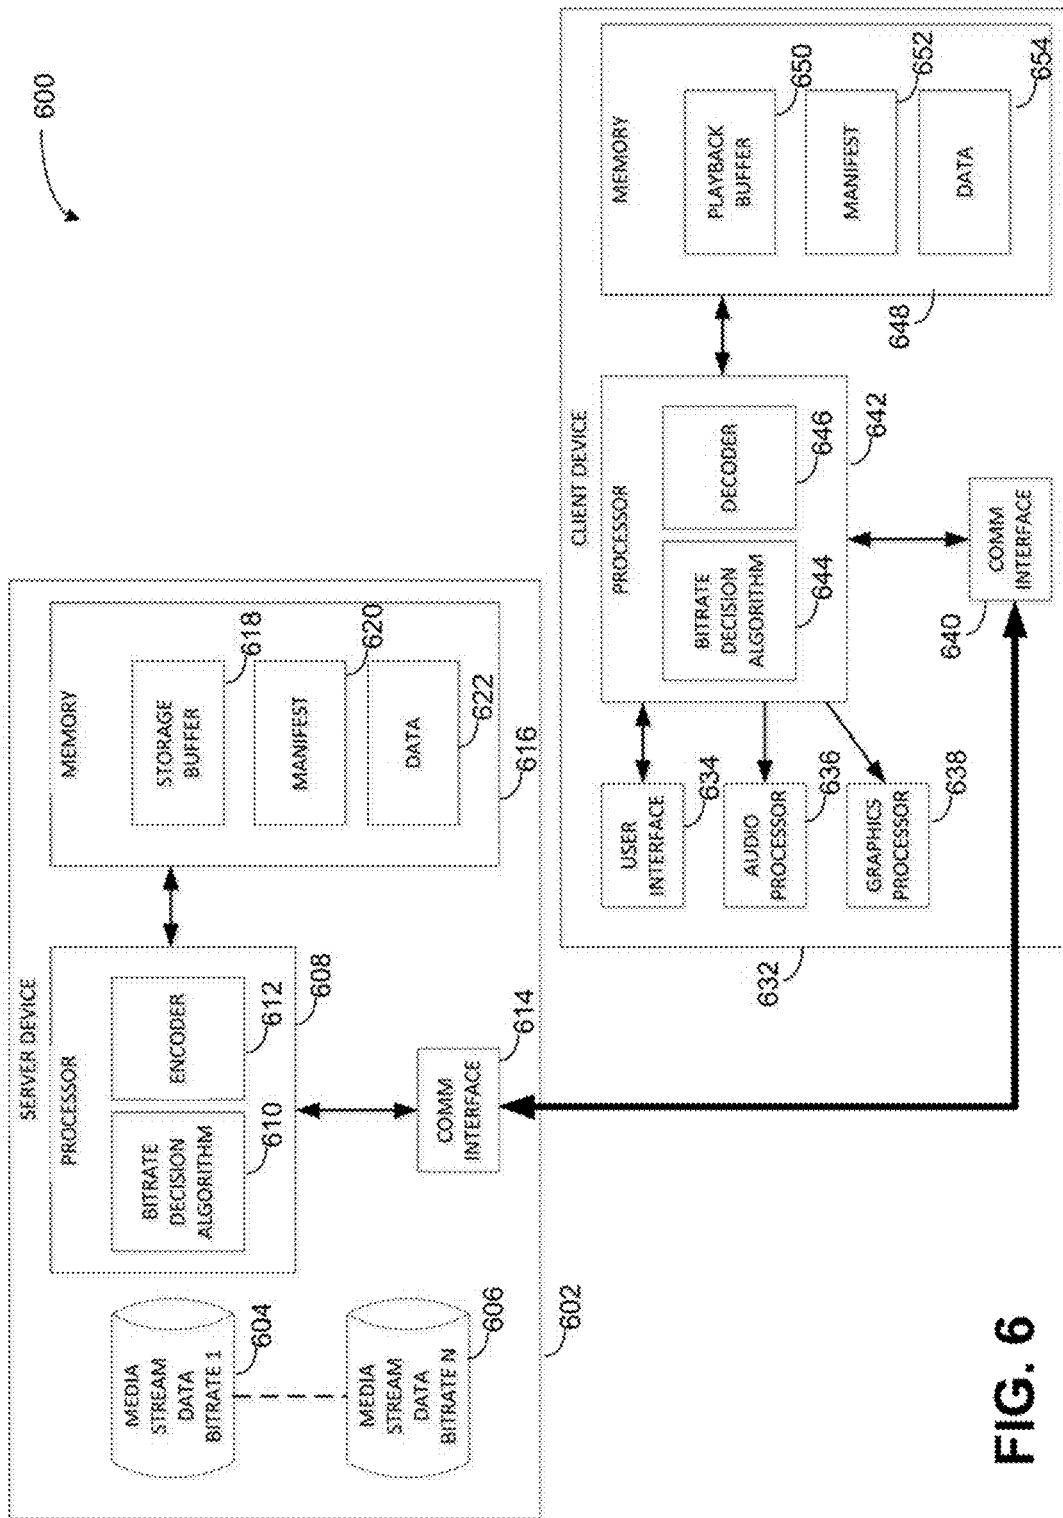 600
SERVER DEVICE
MEDIA
STREAM
DATA
BITRATE 1
604
MEDIA
STREAM
DATA
BITRATE N
606
602
PROCESSOR
BITRATE
DECISION
ALGORITHM
610
ENCODER
612
608
COMM
INTERFACE
614
MEMORY
STORAGE
BUFFER
618
MANIFEST
620
DATA
622
616
CLIENT DEVICE
632
USER
INTERFACE
634
AUDIO
PROCESSOR
636
GRAPHICS
PROCESSOR
638
PROCESSOR
BITRATE
DECISION
ALGORITHM
644
DECODER
646
642
COMM
INTERFACE
640
MEMORY
PLAYBACK
BUFFER
650
MANIFEST
652
DATA
654
648
FIG. 6